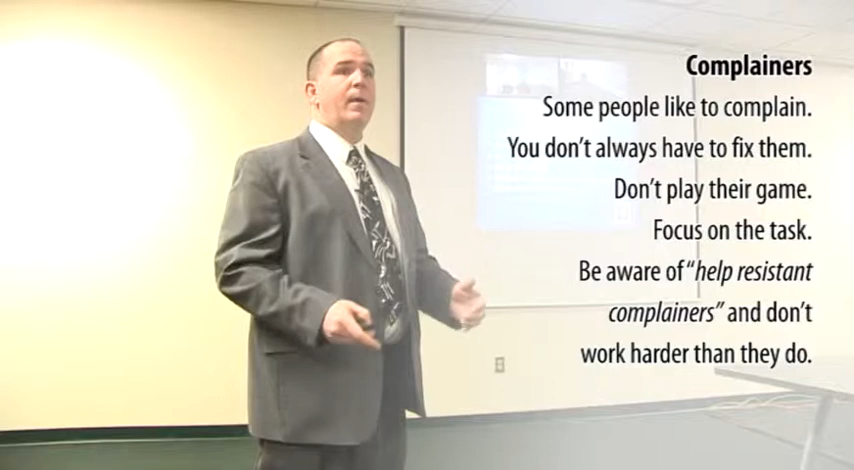 Complainers
Some people like to complain.
You don't always have to fix them.
Don't play their game.
Focus on the task.
Be aware of "help resistant
complainers" and don't
work harder than they do.